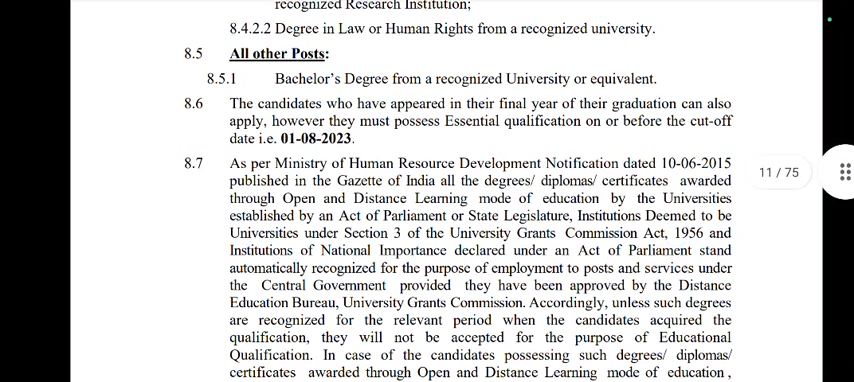 recognized Research Institution;
8.4.2.2 Degree in Law or Human Rights from a recognized university.
8.5 All other Posts:
8.5.1 Bachelor’s Degree from a recognized University or equivalent.
8.6 The candidates who have appeared in their final year of their graduation can also
apply, however they must possess Essential qualification on or before the cut-off
date i.e. 01-08-2023.
8.7 As per Ministry of Human Resource Development Notification dated 10-06-2015
published in the Gazette of India all the degrees/ diplomas/ certificates awarded
through Open and Distance Learning mode of education by the Universities
established by an Act of Parliament or State Legislature, Institutions Deemed to be
Universities under Section 3 of the University Grants Commission Act, 1956 and
Institutions of National Importance declared under an Act of Parliament stand
automatically recognized for the purpose of employment to posts and services under
the Central Government provided they have been approved by the Distance
Education Bureau, University Grants Commission. Accordingly, unless such degrees
are recognized for the relevant period when the candidates acquired the
qualification, they will not be accepted for the purpose of Educational
Qualification. In case of the candidates possessing such degrees/ diplomas/
certificates awarded through Open and Distance Learning mode of education ,
11 / 75